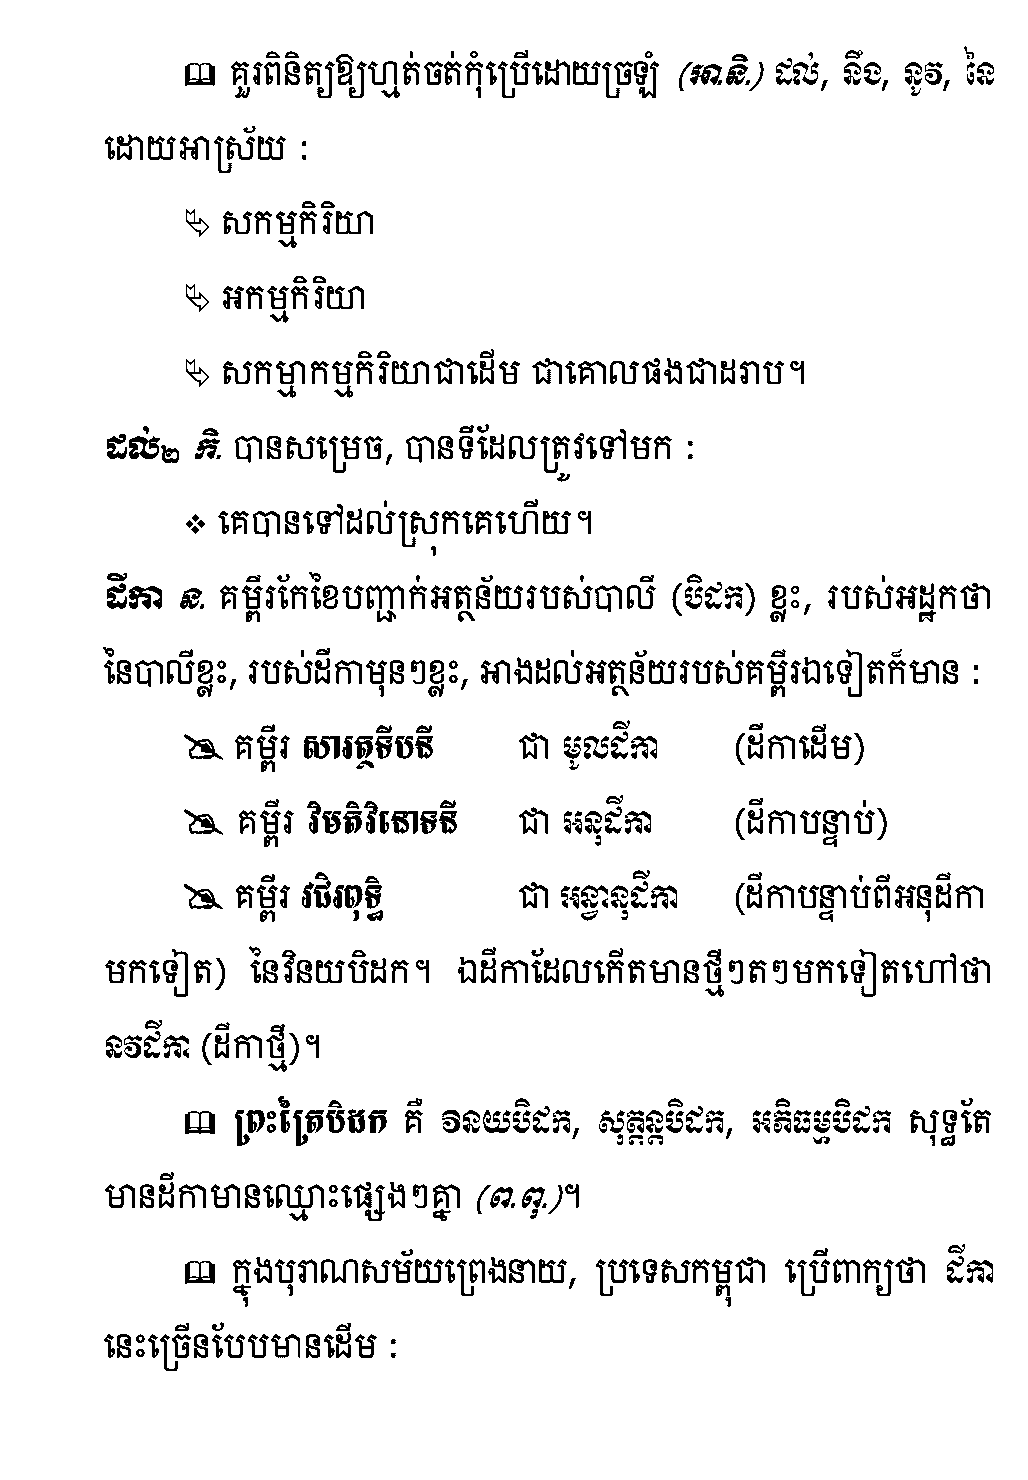 🕮 គួរពិនិត្យឱ្យហ្មត់ចត់កុំប្រើដោយច្រឡំ (អា.និ.) ដល់, នឹង, នូវ, នៃ
ដោយអាស្រ័យ :
សកម្មកិរិយា
អកម្មកិរិយា
សកម្មាកម្មកិរិយាជាដើម ជាគោលផងជាដរាប។
ដល់២ កិ. បានសម្រេច, បានទីដែលត្រូវទៅមក :
❖ គេបានទៅដល់ស្រុកគេហើយ។
ដីកា ន. គម្ពីរកែខៃបញ្ជាក់អត្ថន័យរបស់បាលី (បិដក) ខ្លះ, របស់អដ្ឋកថា
នៃបាលីខ្លះ, របស់ដីកាមុនៗខ្លះ, អាងដល់អត្ថន័យរបស់គម្ពីរឯទៀតក៏មាន :
គម្ពីរ សារត្ថទីបនី ជា មូលដីកា (ដីកាដើម)
គម្ពីរ វិមតិវិនោទនី ជា អនុដីកា (ដីកាបន្ទាប់)
គម្ពីរ វជិរពុទ្ធិ ជា អន្វានុដីកា (ដីកាបន្ទាប់ពីអនុដីកា
មកទៀត) នៃវិនយបិដក។ ឯដីកាដែលកើតមានថ្មីៗតៗមកទៀតហៅថា
នវដីកា (ដីកាថ្មី)។
🕮 ព្រះត្រៃបិដក គឺ វិនយបិដក, សុត្តន្តបិដក, អភិធម្មបិដក សុទ្ធតែ
មានដីកាមានឈ្មោះផ្សេងៗគ្នា (ព.ពុ.)។
🕮 ក្នុងបុរាណសម័យព្រេងនាយ, ប្រទេសកម្ពុជា ប្រើពាក្យថា ដីកា
នេះច្រើនបែបមានដើម :